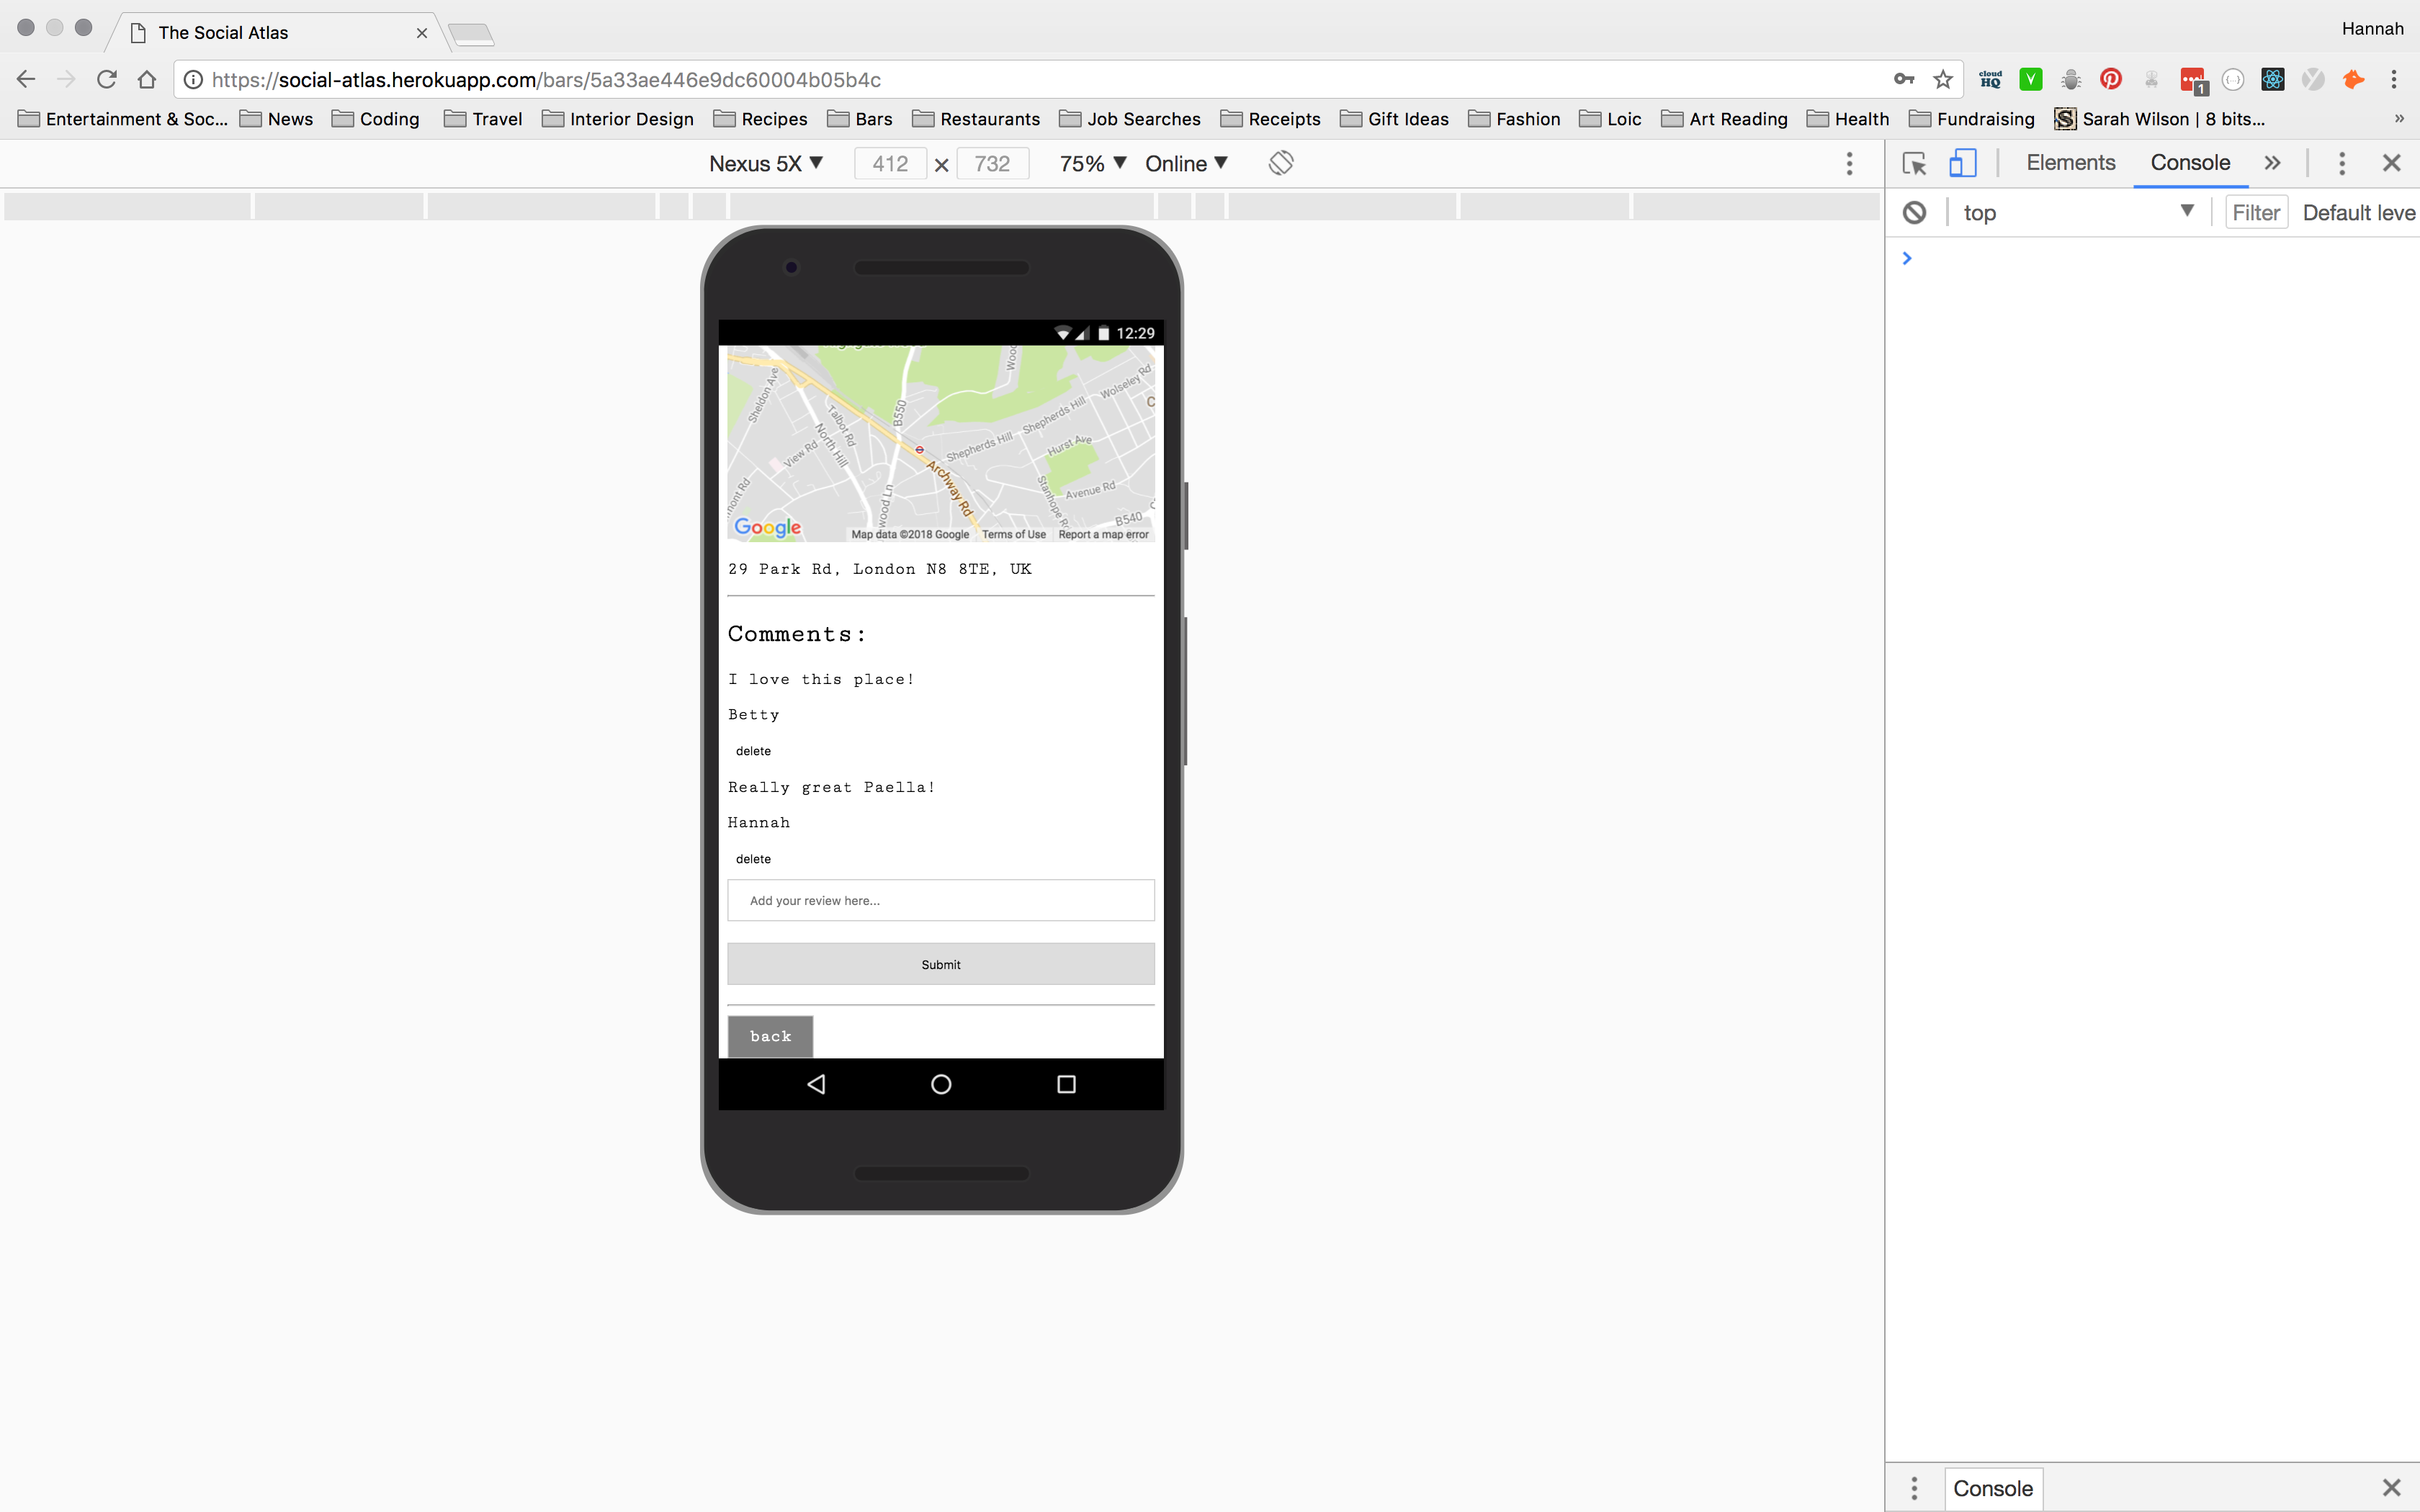 The Social Atlas
Hannah
https://social-atlas.herokuapp.com/bars/5a33ae446e9dc60004b05b4c
cloud HQ
1
Entertainment & Soc... News Coding Travel Interior Design Recipes Bars Restaurants Job Searches Receipts Gift Ideas Fashion Loic Art Reading Health Fundraising Sarah Wilson | 8 bits... »
Nexus 5X 412 × 732 75% Online
Elements Console »
top Filter Default leve
12:29
Sheldon Ave
Talbot Rd
North Hill
View Rd
B550
Shepherds Hill
Shepherds Hill
Wolseley Rd
Hurst Ave
Archway Rd
Avenue Rd
B540
Google
Map data ©2018 Google Terms of Use Report a map error
29 Park Rd, London N8 8TE, UK
Comments:
I love this place!
Betty
delete
Really great Paella!
Hannah
delete
Add your review here...
Submit
back
Console